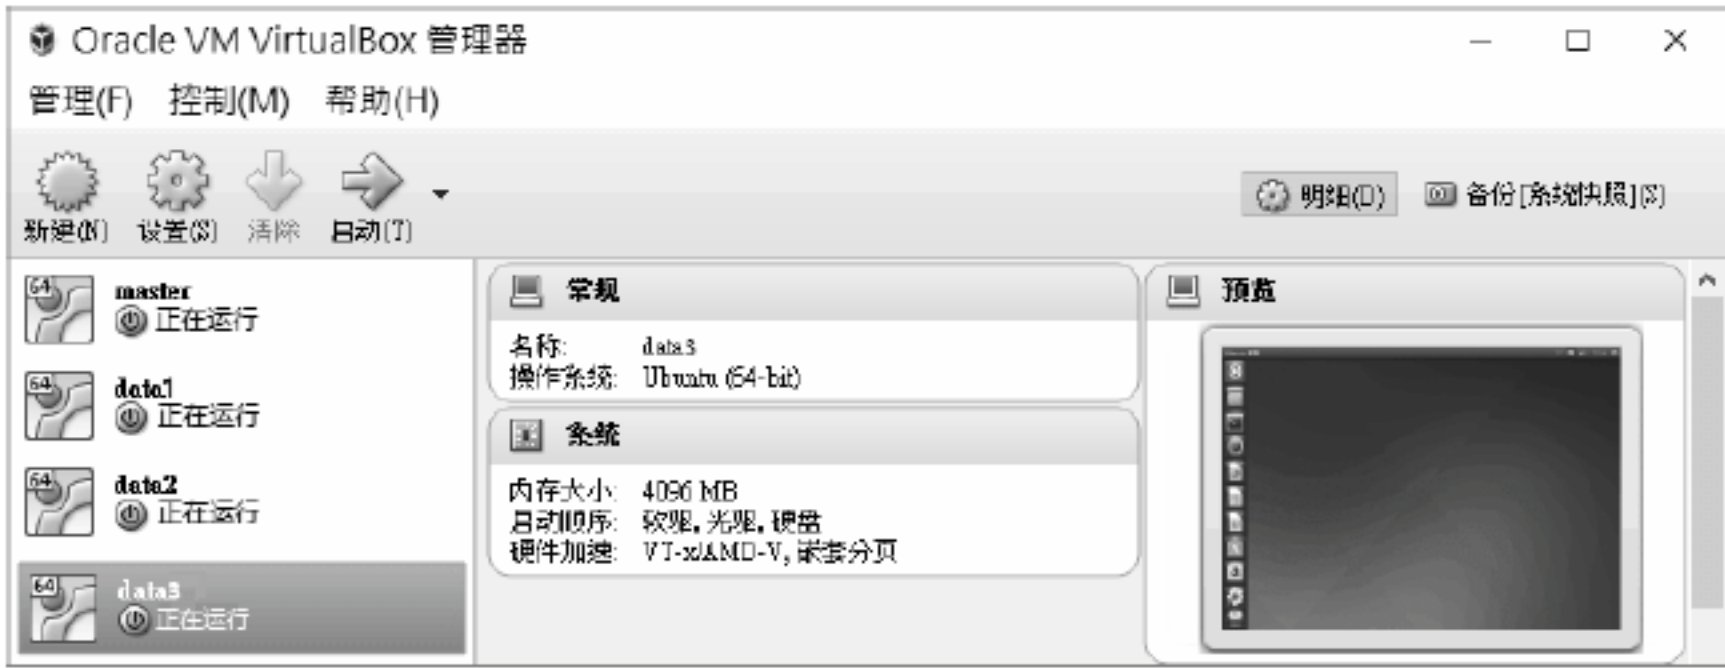 Oracle VM VirtualBox 管理器
管理(F) 控制(M) 帮助(H)
新建(N) 设置(S) 清除 启动(T) 明细(D) 备份[系统快照](S)
64 master
正在运行
64 data1
正在运行
64 data2
正在运行
64 data3
正在运行
常规
名称: data3
操作系统: Ubuntu (64-bit)
系统
内存大小: 4096 MB
启动顺序: 软驱, 光驱, 硬盘
硬件加速: VT-x/AMD-V, 嵌套分页
预览